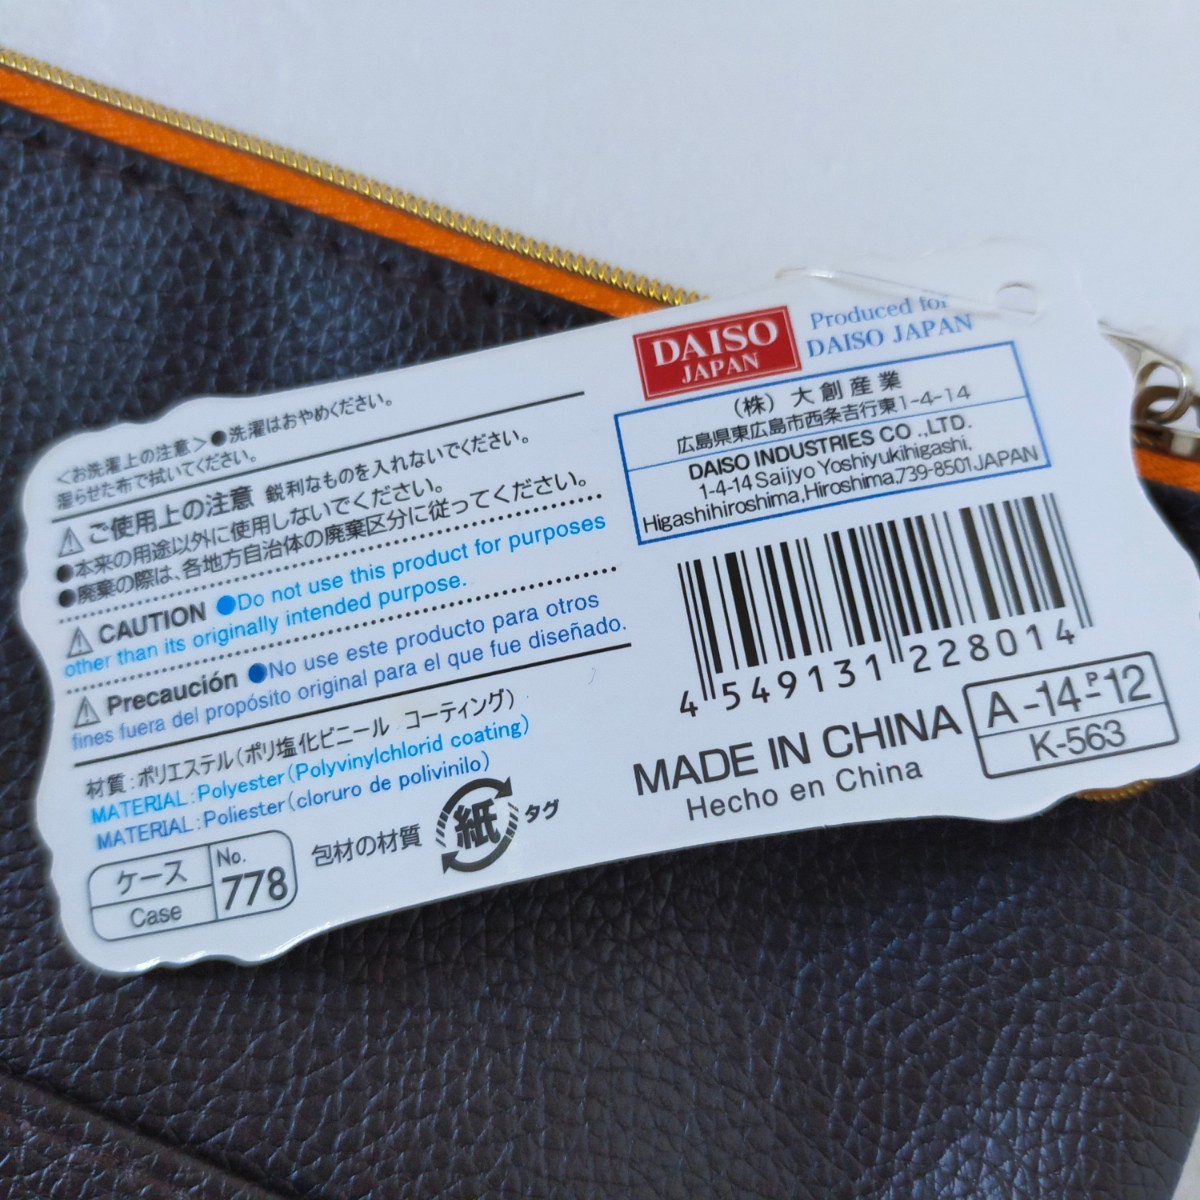 <お洗濯上の注意>●洗濯はおやめください。
濡らせた布で拭いてください。
⚠ご使用上の注意 鋭利なものを入れないでください。
●本来の用途以外に使用しないでください。
●廃棄の際は、各地方自治体の廃棄区分に従ってください。
⚠CAUTION ●Do not use this product for purposes
other than its originally intended purpose.
⚠Precaución ●No use este producto para otros
fines fuera del propósito original para el que fue diseñado.
材質:ポリエステル(ポリ塩化ビニール コーティング)
MATERIAL:Polyester(Polyvinylchlorid coating)
MATERIAL:Poliester(cloruro de polivinilo)
ケース
Case
No.
778
包材の材質
紙
タグ
DAISO
JAPAN
Produced for
DAISO JAPAN
(株)大創産業
広島県東広島市西条吉行東1-4-14
DAISO INDUSTRIES CO.,LTD.
1-4-14 Saijyo Yoshiyukihigashi,
Higashihiroshima,Hiroshima.739-8501 JAPAN
4 549131 228014
MADE IN CHINA
Hecho en China
A-14-P-12
K-563